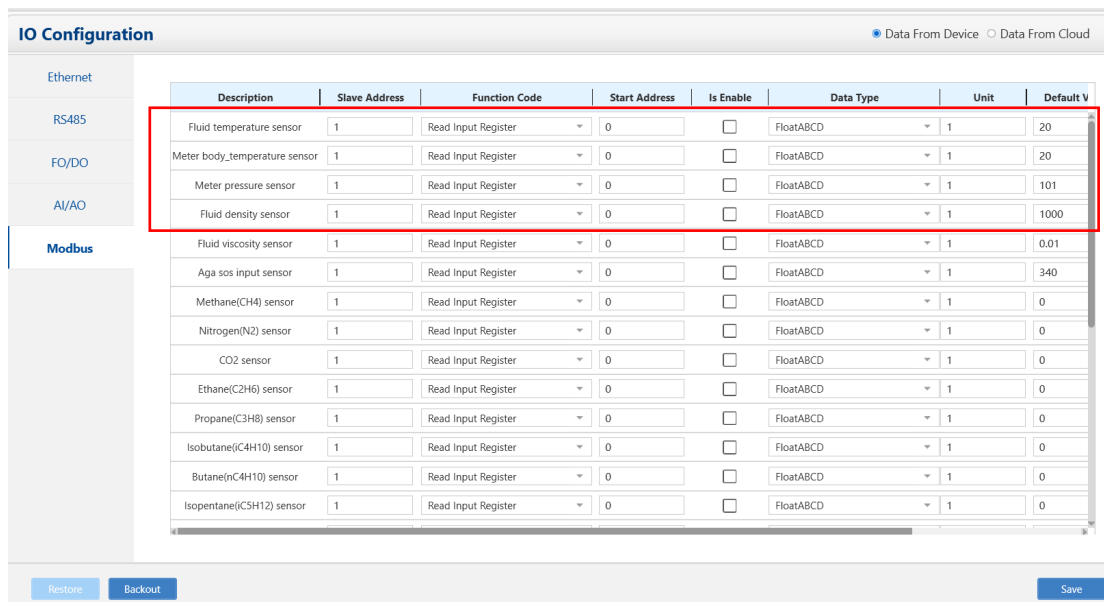 IO Configuration
Data From Device Data From Cloud
Ethernet
RS485
FO/DO
AI/AO
Modbus
Description Slave Address Function Code Start Address Is Enable Data Type Unit Default V
Fluid temperature sensor 1 Read Input Register 0 FloatABCD 1 20
Meter body_temperature sensor 1 Read Input Register 0 FloatABCD 1 20
Meter pressure sensor 1 Read Input Register 0 FloatABCD 1 101
Fluid density sensor 1 Read Input Register 0 FloatABCD 1 1000
Fluid viscosity sensor 1 Read Input Register 0 FloatABCD 1 0.01
Aga sos input sensor 1 Read Input Register 0 FloatABCD 1 340
Methane(CH4) sensor 1 Read Input Register 0 FloatABCD 1 0
Nitrogen(N2) sensor 1 Read Input Register 0 FloatABCD 1 0
CO2 sensor 1 Read Input Register 0 FloatABCD 1 0
Ethane(C2H6) sensor 1 Read Input Register 0 FloatABCD 1 0
Propane(C3H8) sensor 1 Read Input Register 0 FloatABCD 1 0
Isobutane(iC4H10) sensor 1 Read Input Register 0 FloatABCD 1 0
Butane(nC4H10) sensor 1 Read Input Register 0 FloatABCD 1 0
Isopentane(iC5H12) sensor 1 Read Input Register 0 FloatABCD 1 0
Restore Backout Save